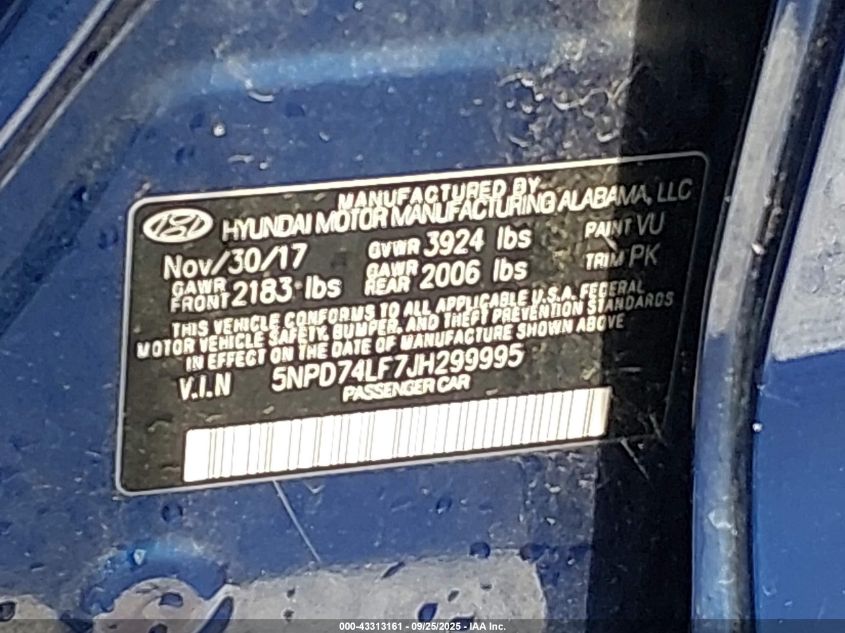 MANUFACTURED BY
HYUNDAI MOTOR MANUFACTURING ALABAMA, LLC
Nov/30/17 GVWR 3924 lbs PAINT VU
GAWR FRONT 2183 lbs GAWR REAR 2006 lbs TRIM PK
THIS VEHICLE CONFORMS TO ALL APPLICABLE U.S.A. FEDERAL
MOTOR VEHICLE SAFETY, BUMPER, AND THEFT PREVENTION STANDARDS
IN EFFECT ON THE DATE OF MANUFACTURE SHOWN ABOVE
V.I.N 5NPD74LF7JH299995
PASSENGER CAR
000-43313161 - 09/25/2025 - IAA Inc.